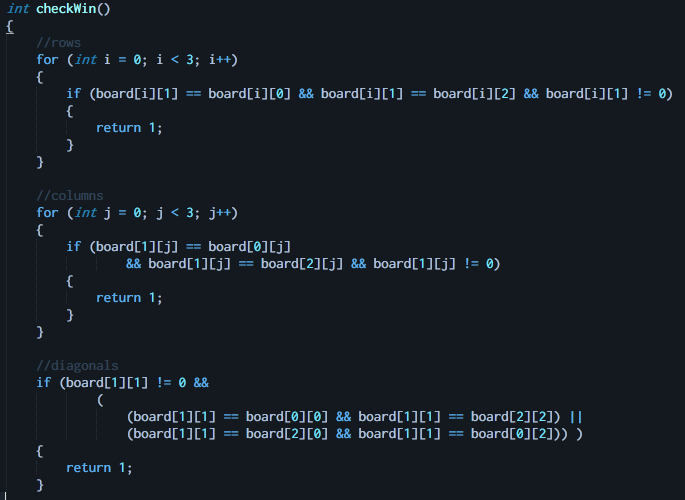 int checkWin()
{
    //rows
    for (int i = 0; i < 3; i++)
    {
        if (board[i][1] == board[i][0] && board[i][1] == board[i][2] && board[i][1] != 0)
        {
            return 1;
        }
    }

    //columns
    for (int j = 0; j < 3; j++)
    {
        if (board[1][j] == board[0][j]
                && board[1][j] == board[2][j] && board[1][j] != 0)
        {
            return 1;
        }
    }

    //diagonals
    if (board[1][1] != 0 &&
            (
                (board[1][1] == board[0][0] && board[1][1] == board[2][2]) ||
                (board[1][1] == board[2][0] && board[1][1] == board[0][2])) )
    {
        return 1;
    }